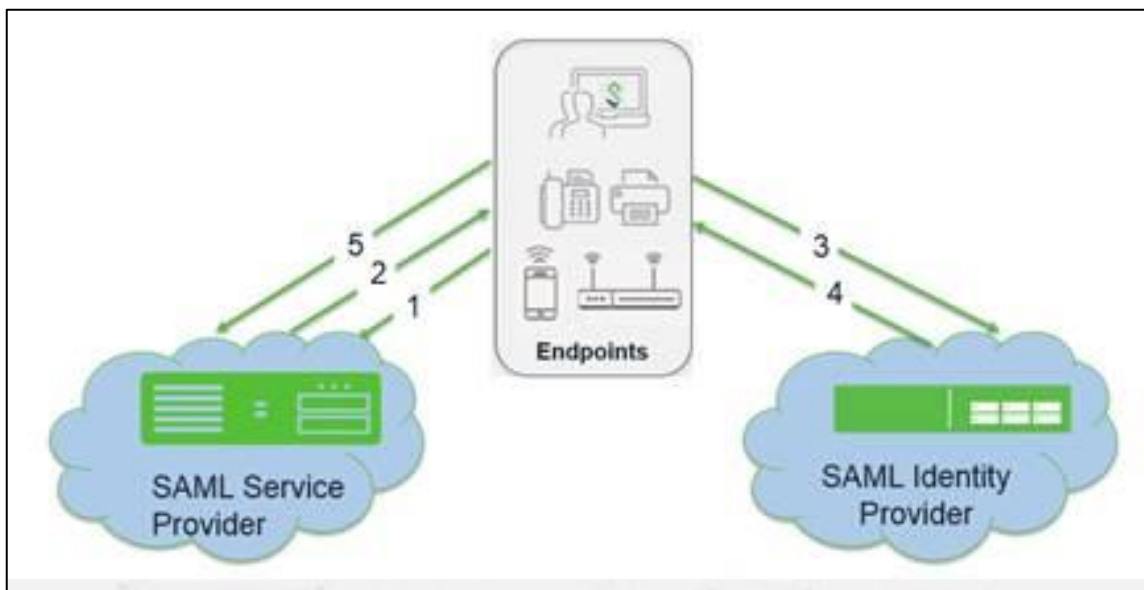 Endpoints
5
2
1
3
4
SAML Service
Provider
SAML Identity
Provider